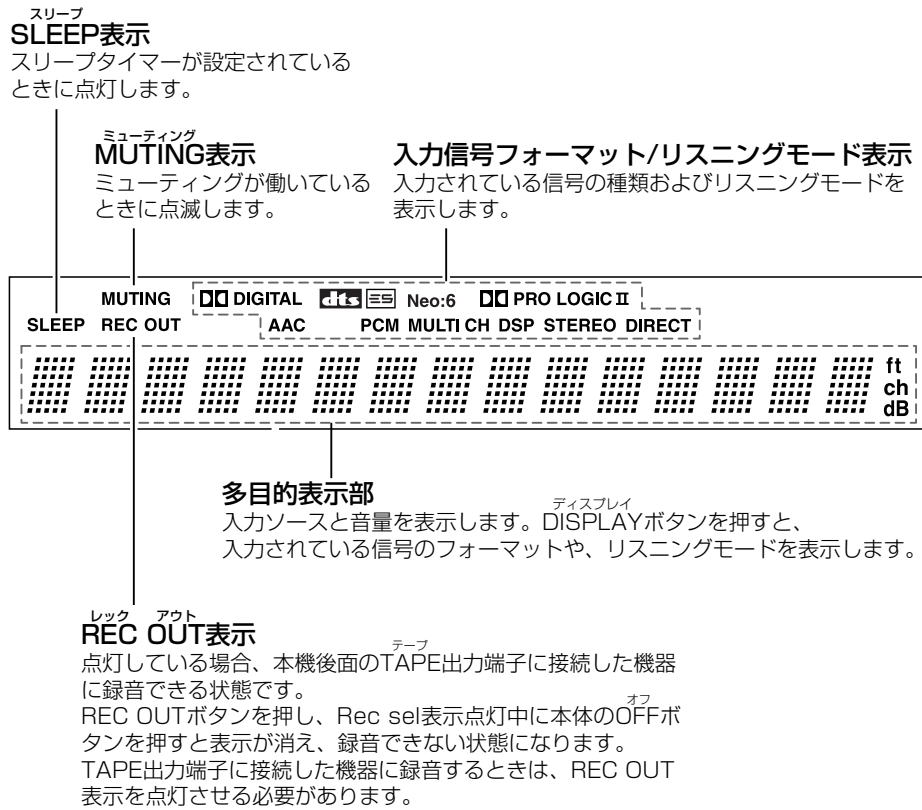 スリープ
SLEEP表示
スリープタイマーが設定されている
ときに点灯します。
ミューティング
MUTING表示
ミューティングが働いている
ときに点滅します。
入力信号フォーマット/リスニングモード表示
入力されている信号の種類およびリスニングモードを
表示します。
MUTING DIGITAL dts ES Neo:6 PRO LOGIC II
SLEEP REC OUT AAC PCM MULTI CH DSP STEREO DIRECT
ft
ch
dB
多目的表示部
ディスプレイ
入力ソースと音量を表示します。DISPLAYボタンを押すと、
入力されている信号のフォーマットや、リスニングモードを表示します。
レック アウト
REC OUT表示
テープ
点灯している場合、本機後面のTAPE出力端子に接続した機器
に録音できる状態です。
オフ
REC OUTボタンを押し、Rec sel表示点灯中に本体のOFFボ
タンを押すと表示が消え、録音できない状態になります。
TAPE出力端子に接続した機器に録音するときは、REC OUT
表示を点灯させる必要があります。